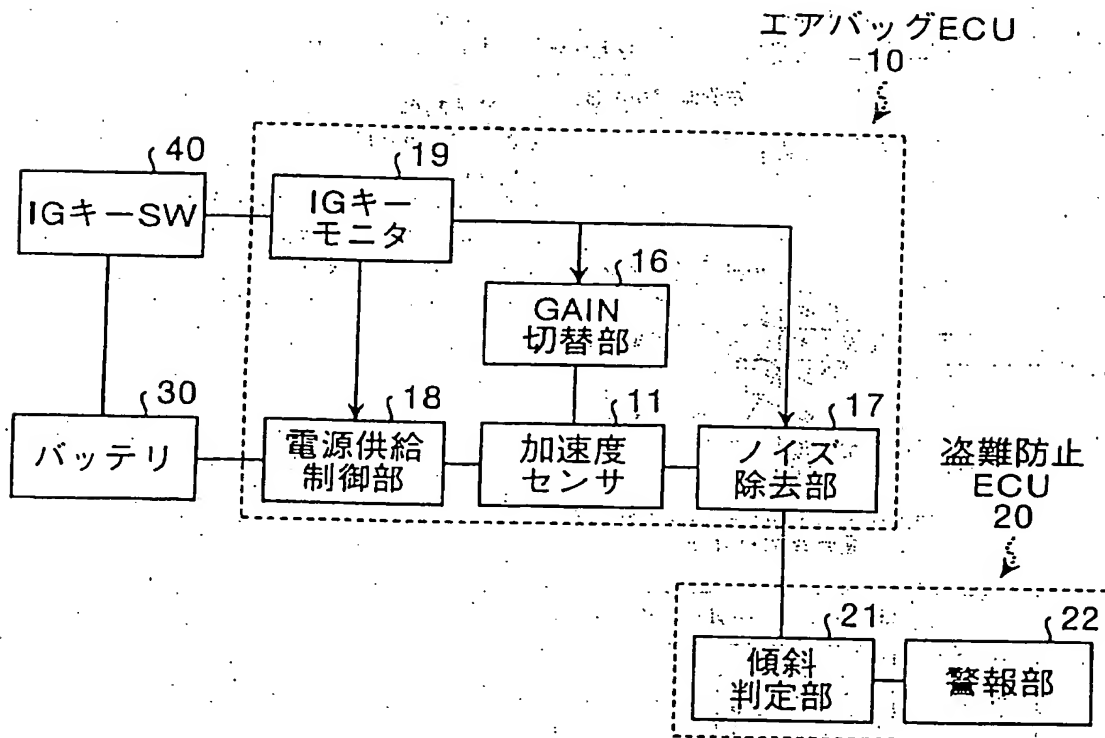 エアバッグECU
10
40
IGキーSW
19
IGキー
モニタ
16
GAIN
切替部
30
バッテリ
18
電源供給
制御部
11
加速度
センサ
17
ノイズ
除去部
盗難防止
ECU
20
21
傾斜
判定部
22
警報部